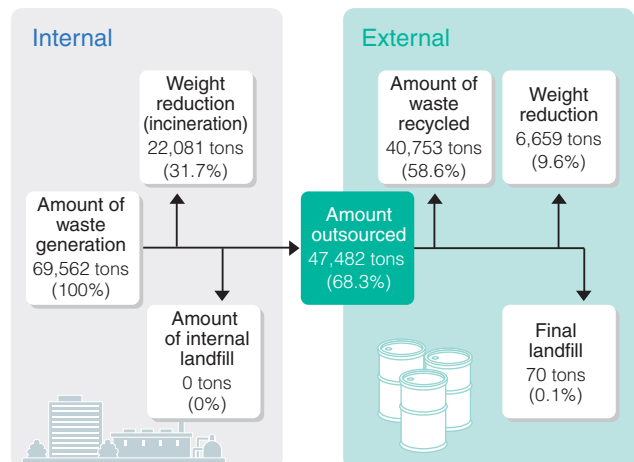 Internal
Weight
reduction
(incineration)
22,081 tons
(31.7%)
Amount of
waste
generation
69,562 tons
(100%)
Amount
of internal
landfill
0 tons
(0%)
Amount
outsourced
47,482 tons
(68.3%)
External
Amount of
waste
recycled
40,753 tons
(58.6%)
Weight
reduction
6,659 tons
(9.6%)
Final
landfill
70 tons
(0.1%)